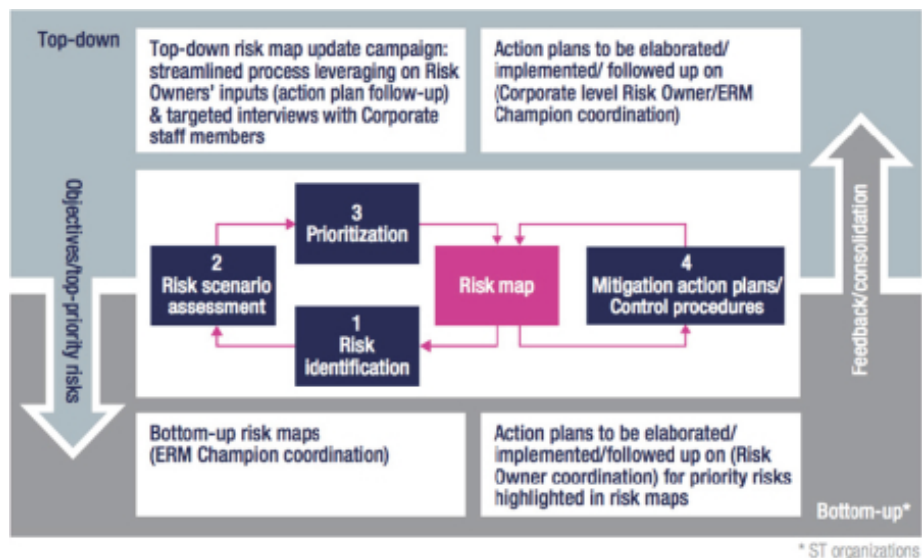 Top-down
Top-down risk map update campaign:
streamlined process leveraging on Risk
Owners' inputs (action plan follow-up)
& targeted interviews with Corporate
staff members
Action plans to be elaborated/
implemented/ followed up on
(Corporate level Risk Owner/ERM
Champion coordination)
Objectives/top-priority risks
3
Prioritization
2
Risk scenario
assessment
1
Risk
identification
Risk map
4
Mitigation action plans/
Control procedures
Feedback/consolidation
Bottom-up risk maps
(ERM Champion coordination)
Action plans to be elaborated/
implemented/followed up on (Risk
Owner coordination) for priority risks
highlighted in risk maps
Bottom-up*
* ST organizations